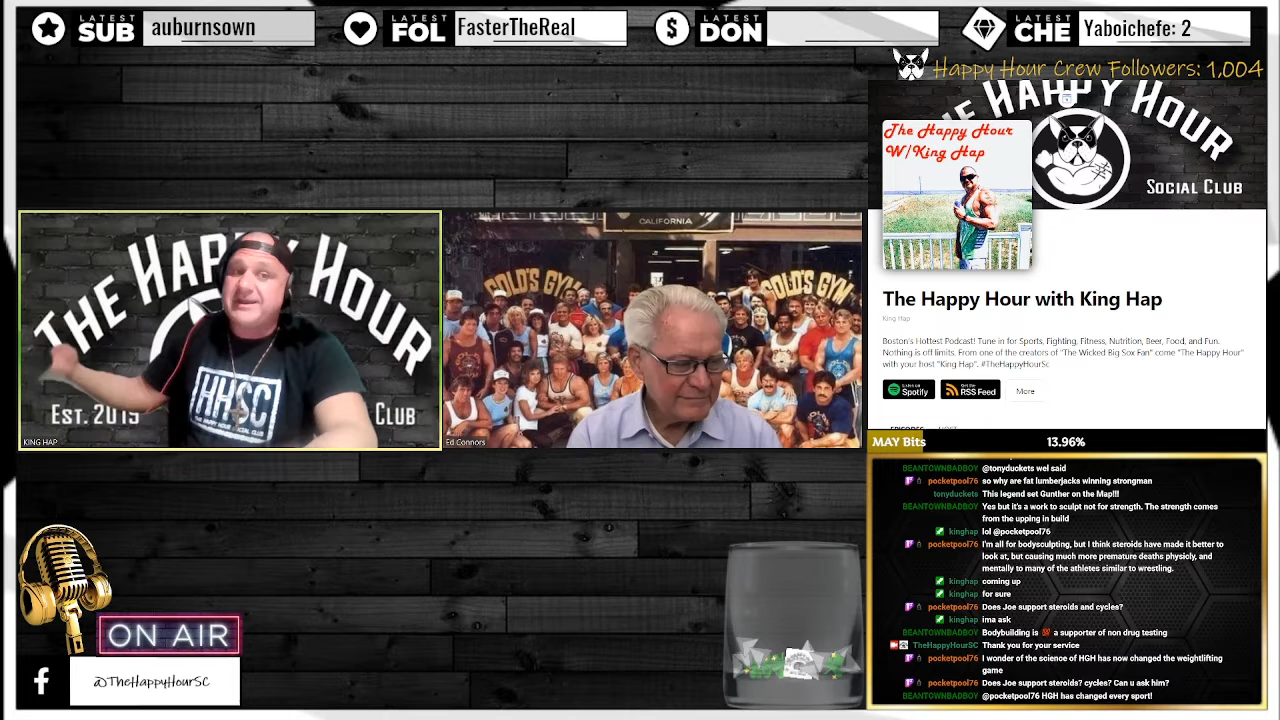 LATEST
SUB
auburnsown
LATEST
FOL
FasterTheReal
LATEST
DON
LATEST
CHE
Yaboichefe: 2
Happy Hour Crew Followers: 1,004
HAPPY HOUR
SOCIAL CLUB
The Happy Hour
W/King Hap
The Happy Hour with King Hap
King Hap
Boston's Hottest Podcast! Tune in for Sports, Fighting, Fitness, Nutrition, Beer, Food, and Fun.
Nothing is off limits. From one of the creators of "The Wicked Big Sox Fan" come "The Happy Hour"
with your host "King Hap". #TheHappyHourSc
Listen on
Spotify
Get the
RSS Feed
More
THE HAPPY HOUR
EST. 2015
CLUB
HHSC
THE HAPPY HOUR SOCIAL CLUB
KING HAP
CALIFORNIA
GOLD'S GYM
GOLD'S GYM
Ed Connors
MAY Bits
13.96%
BEANTOWNBADBOY @tonyduckets wel said
pocketpool76 so why are fat lumberjacks winning strongman
tonyduckets This legend set Gunther on the Map!!!
BEANTOWNBADBOY Yes but it's a work to sculpt not for strength. The strength comes
from the upping in build
kinghap lol @pocketpool76
pocketpool76 I'm all for bodysculpting, but I think steroids have made it better to
look at, but causing much more premature deaths physicly, and
mentally to many of the athletes similar to wrestling.
kinghap coming up
kinghap for sure
pocketpool76 Does Joe support steroids and cycles?
kinghap ima ask
BEANTOWNBADBOY Bodybuilding is 💯 a supporter of non drug testing
TheHappyHourSC Thank you for your service
pocketpool76 I wonder of the science of HGH has now changed the weightlifting
game
pocketpool76 Does Joe support steroids? cycles? Can u ask him?
BEANTOWNBADBOY @pocketpool76 HGH has changed every sport!
ON AIR
@TheHappyHourSC